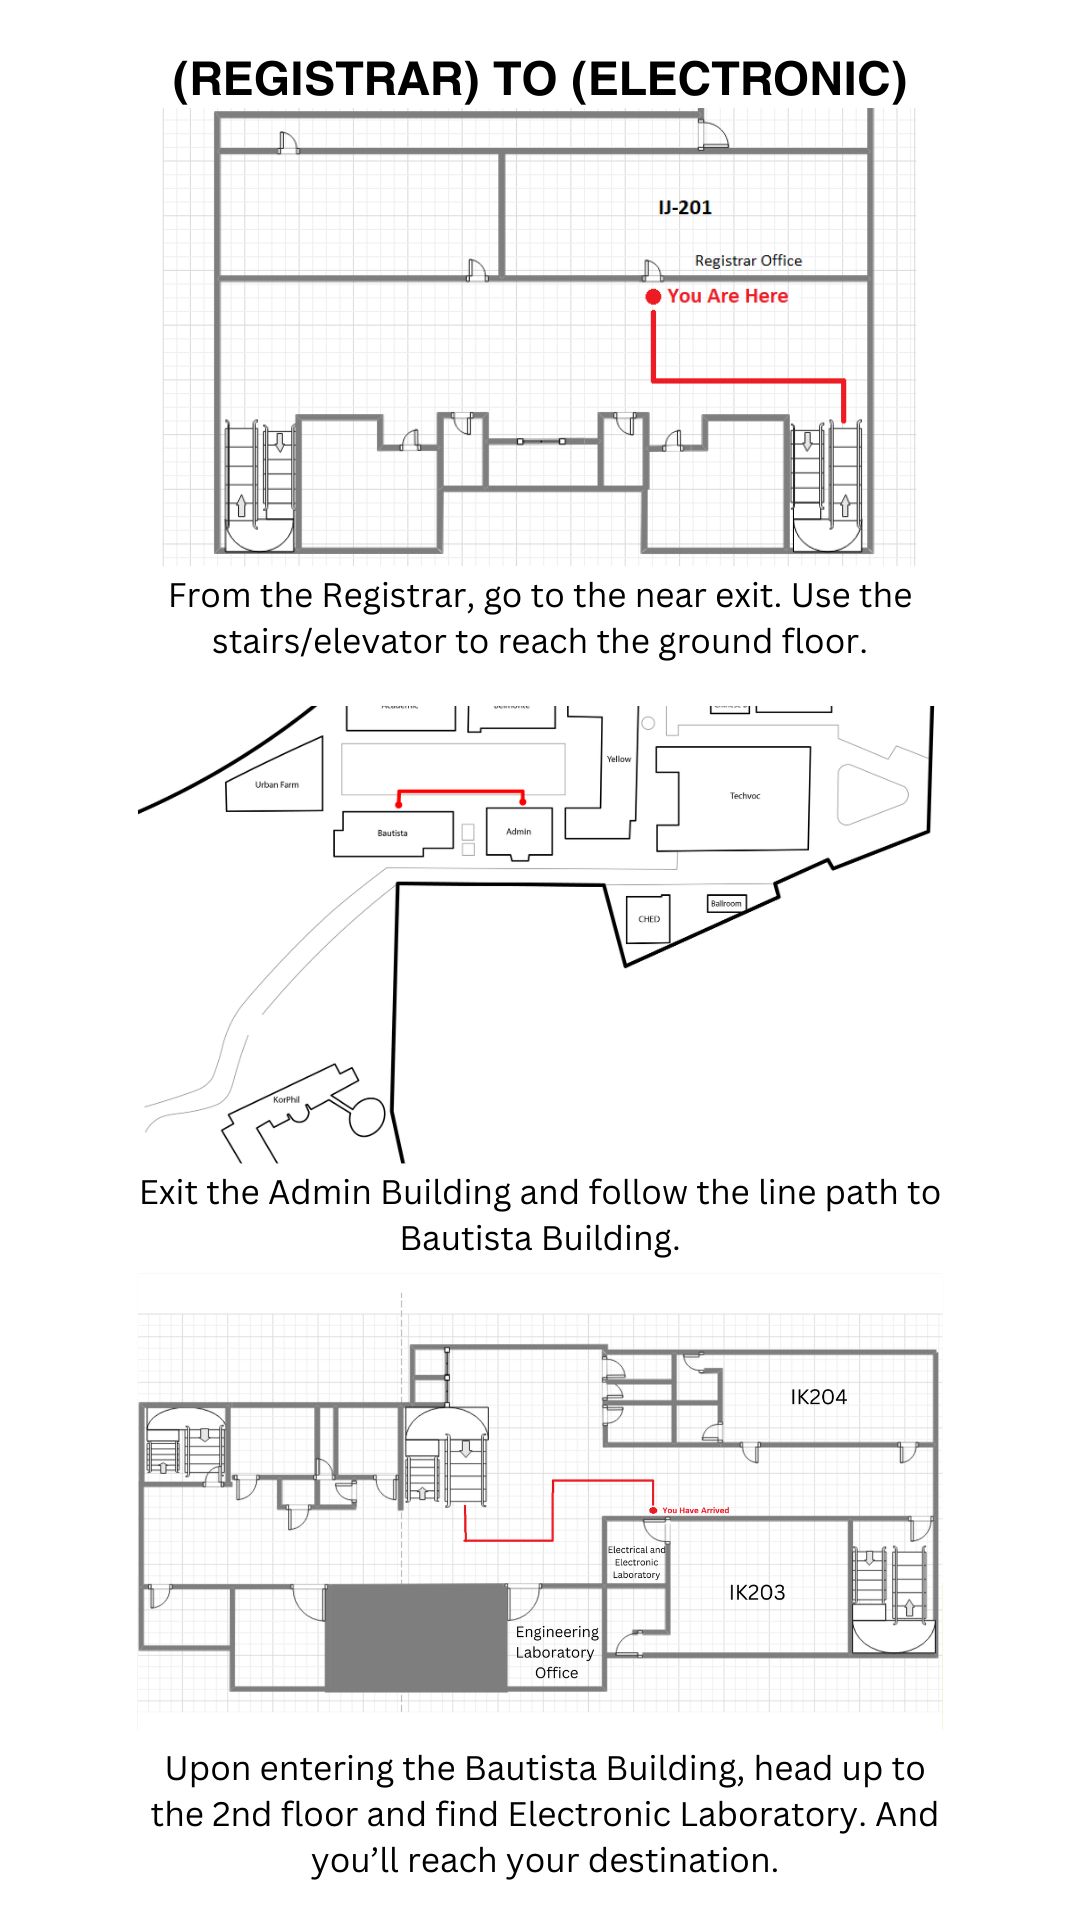 (REGISTRAR) TO (ELECTRONIC)
IJ-201
Registrar Office
You Are Here
From the Registrar, go to the near exit. Use the
stairs/elevator to reach the ground floor.
Academic
Belmonte
Urban Farm
Yellow
Techvoc
Bautista
Admin
CHED
Ballroom
KorPhil
Exit the Admin Building and follow the line path to
Bautista Building.
IK204
You Have Arrived
Electrical and
Electronic
Laboratory
IK203
Engineering
Laboratory
Office
Upon entering the Bautista Building, head up to
the 2nd floor and find Electronic Laboratory. And
you’ll reach your destination.